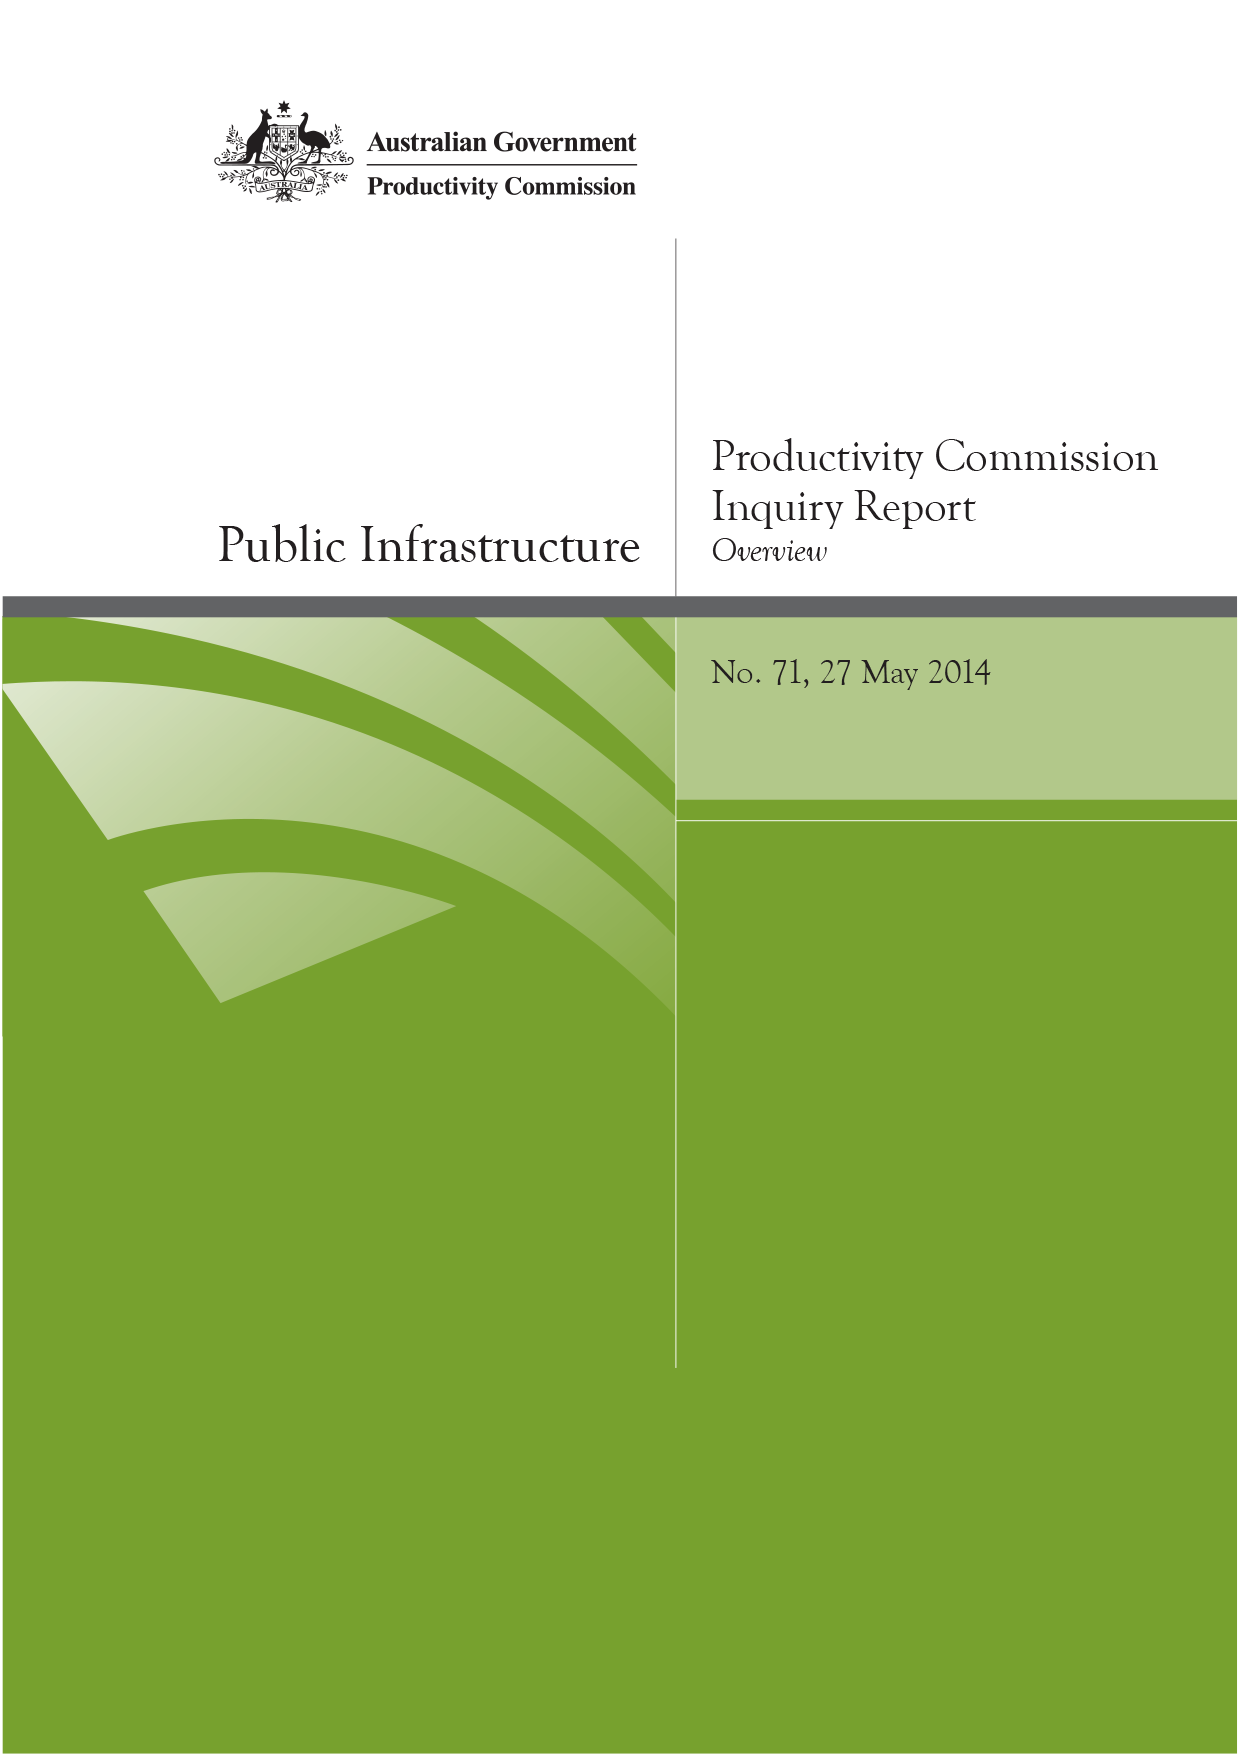 AUSTRALIA
Australian Government
Productivity Commission
Public Infrastructure
Productivity Commission
Inquiry Report
Overview
No. 71, 27 May 2014